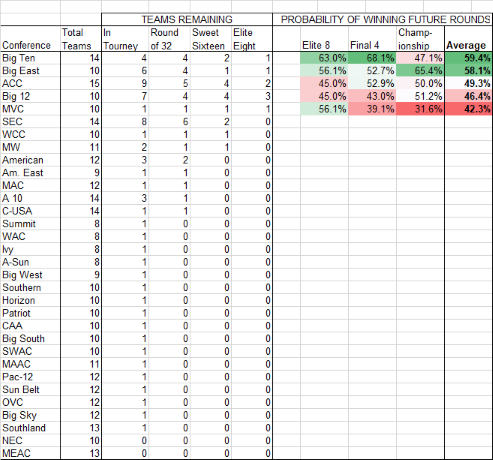 TEAMS REMAINING PROBABILITY OF WINNING FUTURE ROUNDS
Total In Round Sweet Elite Champ-
Conference Teams Tourney of 32 Sixteen Eight Elite 8 Final 4 ionship Average
Big Ten 14 4 4 2 1 63.0% 68.1% 47.1% 59.4%
Big East 10 6 4 1 1 56.1% 52.7% 65.4% 58.1%
ACC 15 9 5 4 2 45.0% 52.9% 50.0% 49.3%
Big 12 10 7 4 4 3 45.0% 43.0% 51.2% 46.4%
MVC 10 1 1 1 1 56.1% 39.1% 31.6% 42.3%
SEC 14 8 6 2 0
WCC 10 1 1 1 0
MW 11 2 1 1 0
American 12 3 2 0 0
Am. East 9 1 1 0 0
MAC 12 1 1 0 0
A 10 14 3 1 0 0
C-USA 14 1 1 0 0
Summit 8 1 0 0 0
WAC 8 1 0 0 0
Ivy 8 1 0 0 0
A-Sun 8 1 0 0 0
Big West 9 1 0 0 0
Southern 10 1 0 0 0
Horizon 10 1 0 0 0
Patriot 10 1 0 0 0
CAA 10 1 0 0 0
Big South 10 1 0 0 0
SWAC 10 1 0 0 0
MAAC 11 1 0 0 0
Pac-12 12 1 0 0 0
Sun Belt 12 1 0 0 0
OVC 12 1 0 0 0
Big Sky 12 1 0 0 0
Southland 13 1 0 0 0
NEC 10 0 0 0 0
MEAC 13 0 0 0 0